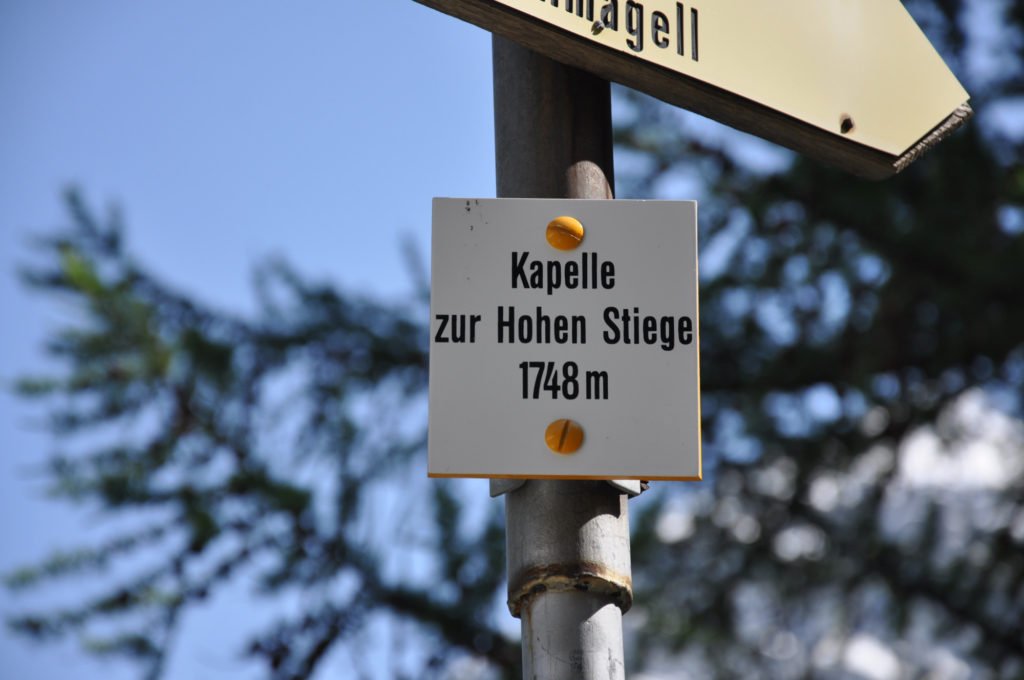 Kapelle
zur Hohen Stiege
1748 m